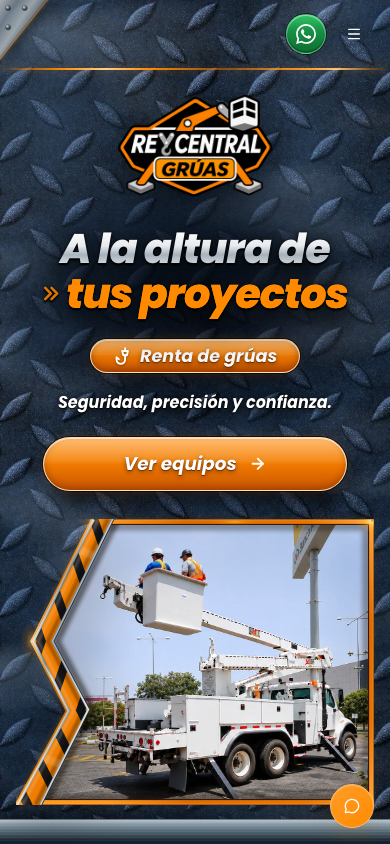 REYCENTRAL
GRÚAS
A la altura de
» tus proyectos
Renta de grúas
Seguridad, precisión y confianza.
Ver equipos →